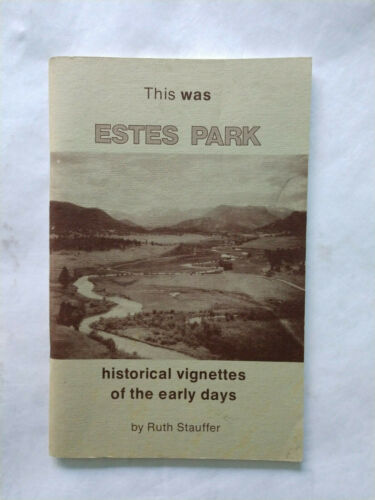 This was
ESTES PARK
historical vignettes
of the early days
by Ruth Stauffer